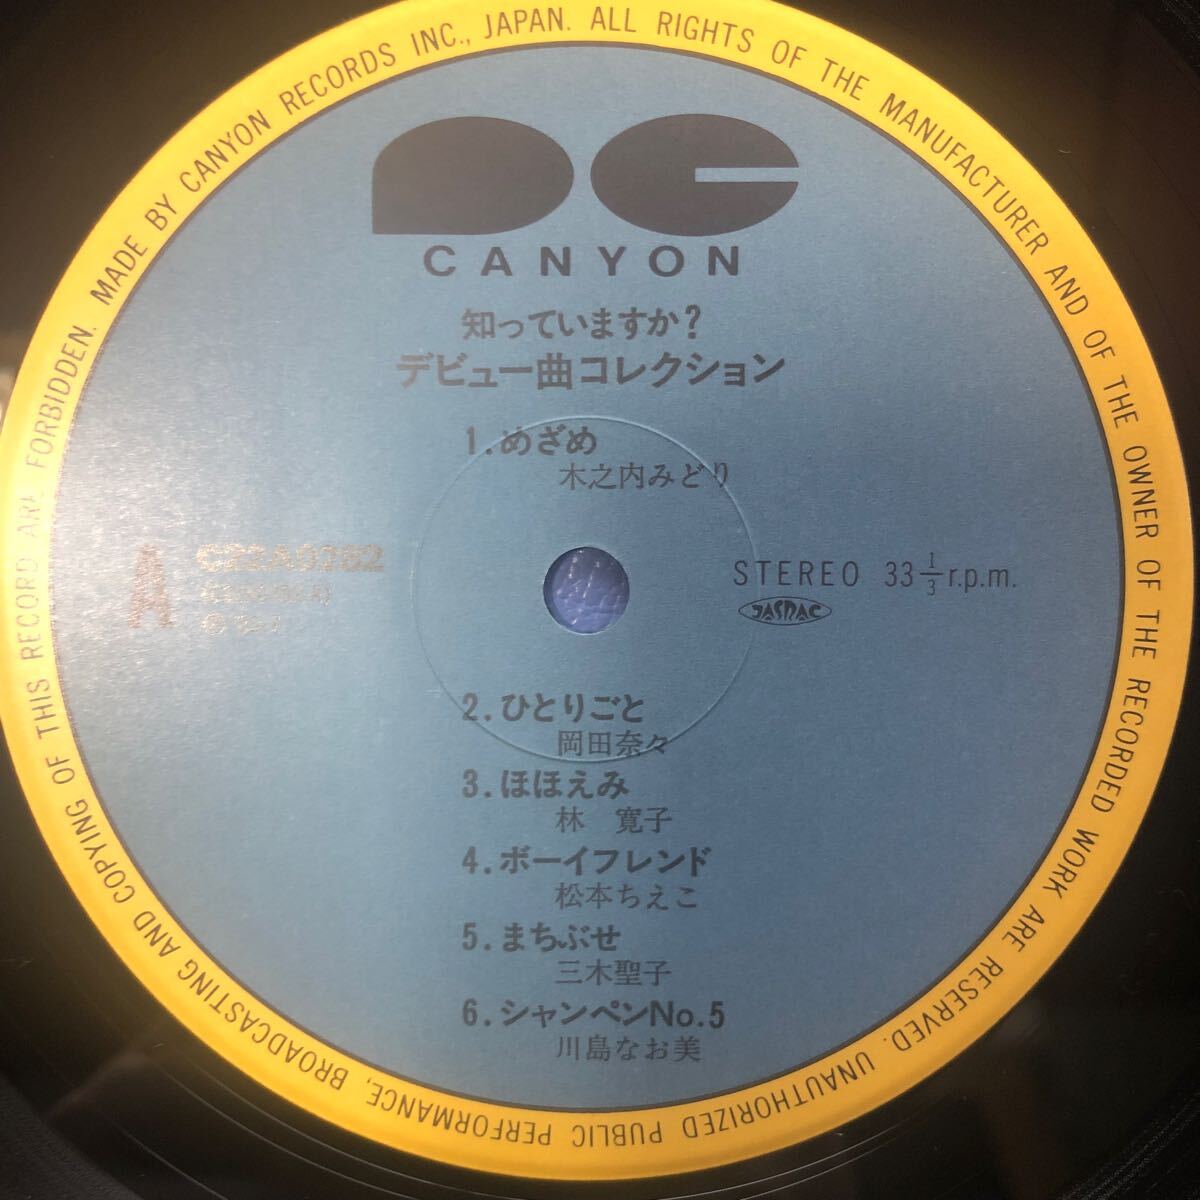 MADE BY CANYON RECORDS INC., JAPAN. ALL RIGHTS OF THE MANUFACTURER AND OF THE OWNER OF THE RECORDED WORK ARE RESERVED. UNAUTHORIZED PUBLIC PERFORMANCE, BROADCASTING AND COPYING OF THIS RECORD ARE FORBIDDEN.
CANYON
知っていますか?
デビュー曲コレクション
1.めざめ
木之内みどり
A
C22A0282
STEREO 33 1/3 r.p.m.
JASRAC
2.ひとりごと
岡田奈々
3.ほほえみ
林 寛子
4.ボーイフレンド
松本ちえこ
5.まちぶせ
三木聖子
6.シャンペンNo.5
川島なお美